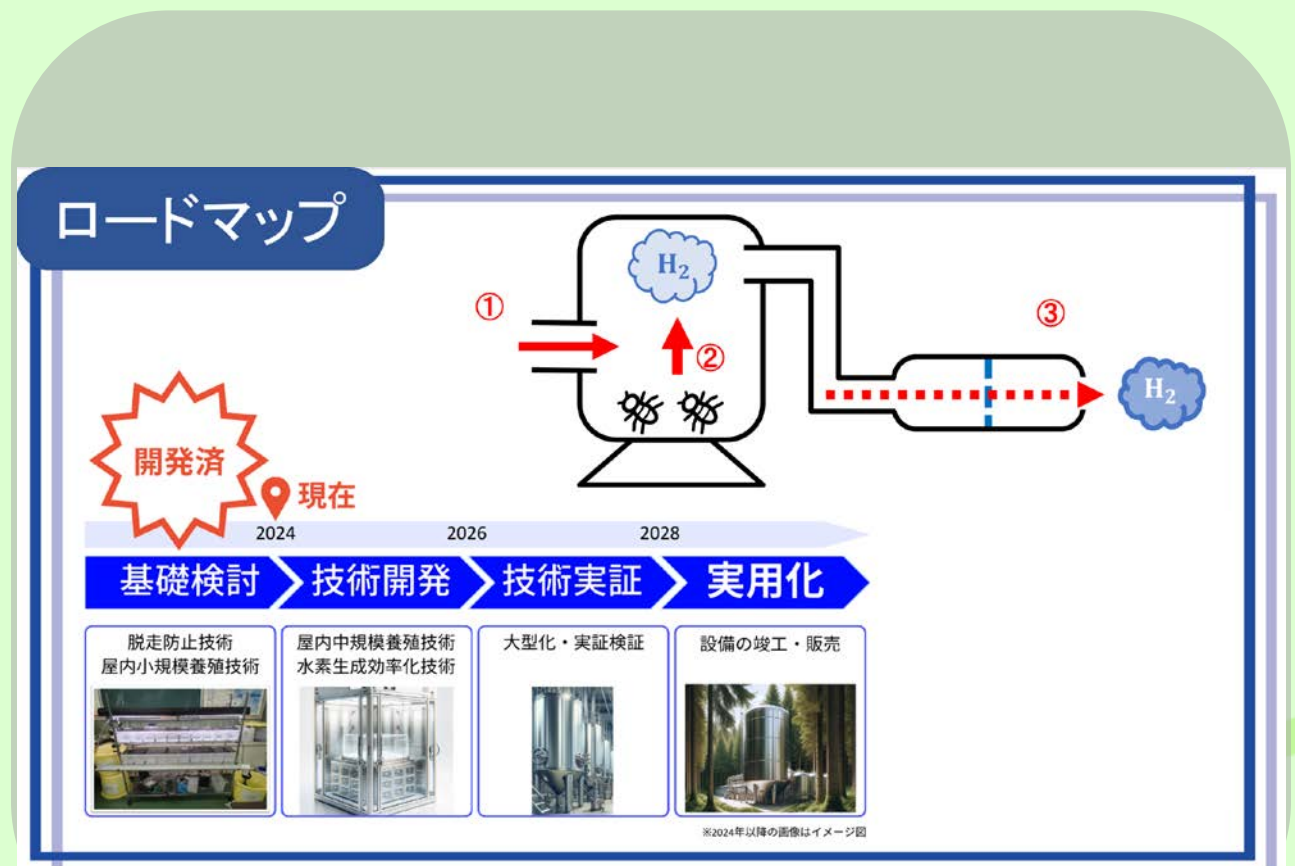 ロードマップ
H2
①
②
③
H2
開発済
現在
2024
2026
2028
基礎検討
技術開発
技術実証
実用化
脱走防止技術
屋内小規模養殖技術
屋内中規模養殖技術
水素生成効率化技術
大型化・実証検証
設備の竣工・販売
※2024年以降の画像はイメージ図